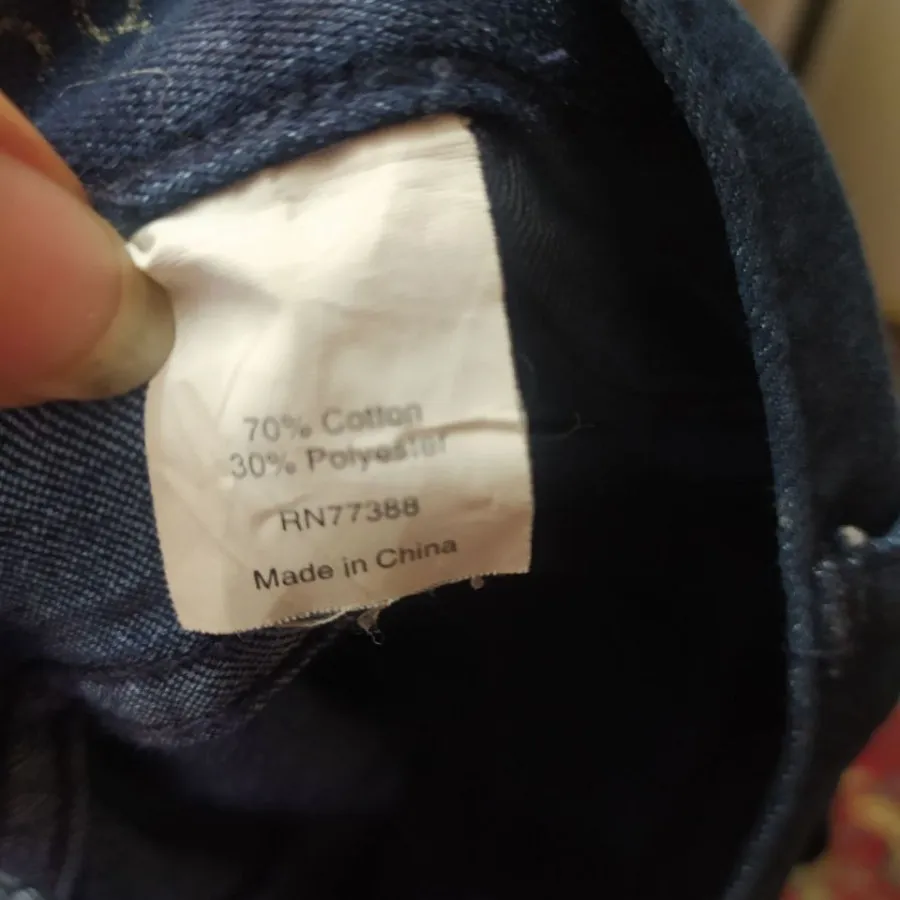 70% Cotton
30% Polyester
RN77388
Made in China